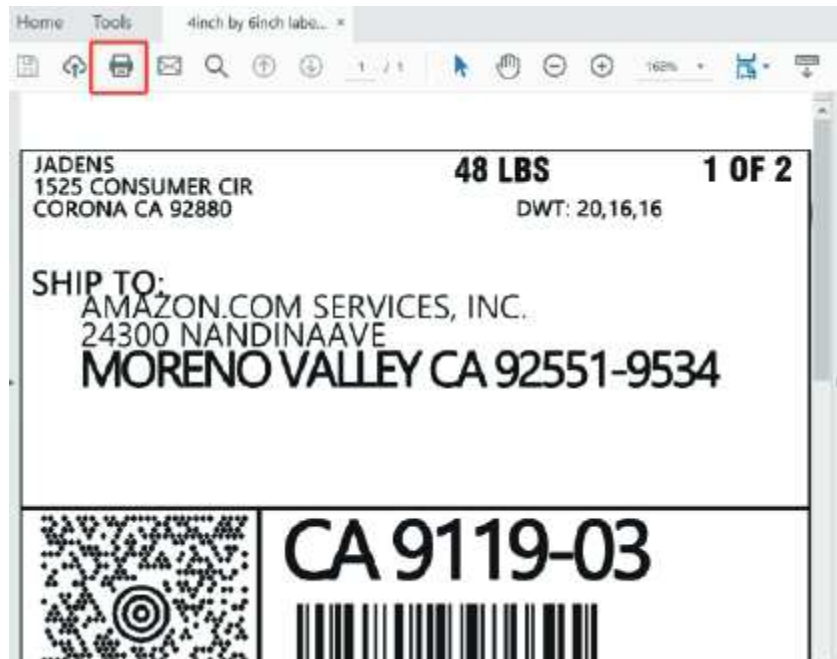 Home Tools 4inch by 6inch labe... ×
1 / 1 168%
JADENS 48 LBS 1 OF 2
1525 CONSUMER CIR
CORONA CA 92880 DWT: 20,16,16
SHIP TO:
AMAZON.COM SERVICES, INC.
24300 NANDINAAVE
MORENO VALLEY CA 92551-9534
CA 9119-03